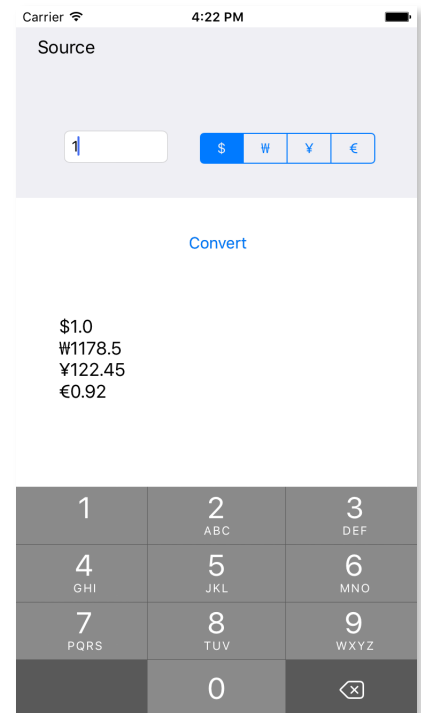 Carrier 4:22 PM
Source
1 $ ₩ ¥ €
Convert
$1.0
₩1178.5
¥122.45
€0.92
1 2 3
ABC DEF
4 5 6
GHI JKL MNO
7 8 9
PQRS TUV WXYZ
0